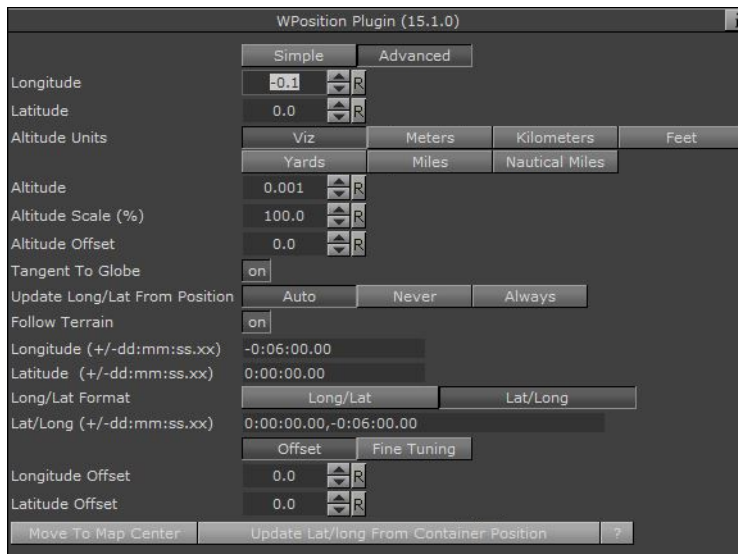 WPosition Plugin (15.1.0) i
Simple Advanced
Longitude -0.1 R
Latitude 0.0 R
Altitude Units Viz Meters Kilometers Feet
Yards Miles Nautical Miles
Altitude 0.001 R
Altitude Scale (%) 100.0 R
Altitude Offset 0.0 R
Tangent To Globe on
Update Long/Lat From Position Auto Never Always
Follow Terrain on
Longitude (+/-dd:mm:ss.xx) -0:06:00.00
Latitude (+/-dd:mm:ss.xx) 0:00:00.00
Long/Lat Format Long/Lat Lat/Long
Lat/Long (+/-dd:mm:ss.xx) 0:00:00.00,-0:06:00.00
Offset Fine Tuning
Longitude Offset 0.0 R
Latitude Offset 0.0 R
Move To Map Center Update Lat/long From Container Position ?